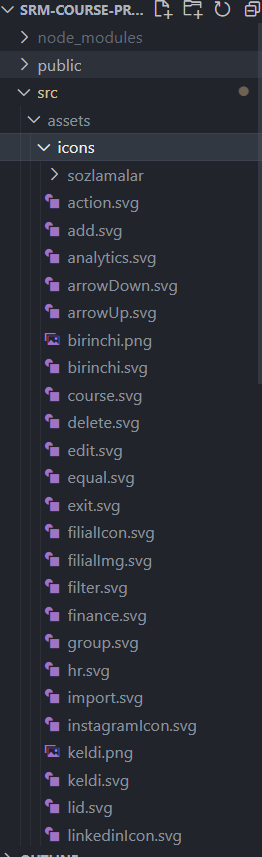 SRM-COURSE-PR...
node_modules
public
src
assets
icons
sozlamalar
action.svg
add.svg
analytics.svg
arrowDown.svg
arrowUp.svg
birinchi.png
birinchi.svg
course.svg
delete.svg
edit.svg
equal.svg
exit.svg
filialIcon.svg
filialImg.svg
filter.svg
finance.svg
group.svg
hr.svg
import.svg
instagramIcon.svg
keldi.png
keldi.svg
lid.svg
linkedinIcon.svg
OUTLINE